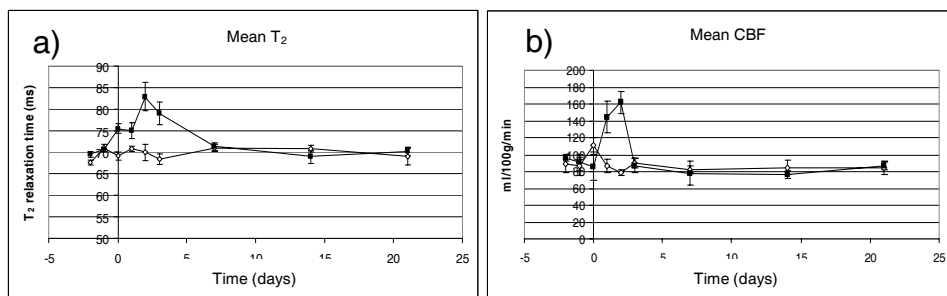 a)
Mean T₂
T₂ relaxation time (ms)
90
85
80
75
70
65
60
55
50
-5 0 5 10 15 20 25
Time (days)
b)
Mean CBF
ml/100g/min
200
180
160
140
120
100
80
60
40
20
0
-5 0 5 10 15 20 25
Time (days)